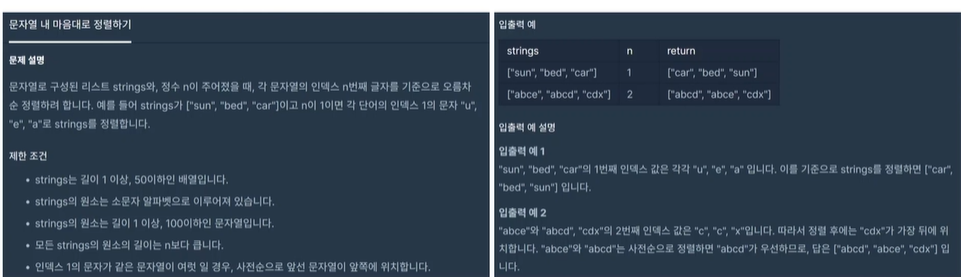 문자열 내 마음대로 정렬하기
문제 설명
문자열로 구성된 리스트 strings와, 정수 n이 주어졌을 때, 각 문자열의 인덱스 n번째 글자를 기준으로 오름차
순 정렬하려 합니다. 예를 들어 strings가 ["sun", "bed", "car"]이고 n이 1이면 각 단어의 인덱스 1의 문자 "u",
"e", "a"로 strings를 정렬합니다.
제한 조건
• strings는 길이 1 이상, 50이하인 배열입니다.
• strings의 원소는 소문자 알파벳으로 이루어져 있습니다.
• strings의 원소는 길이 1 이상, 100이하인 문자열입니다.
• 모든 strings의 원소의 길이는 n보다 큽니다.
• 인덱스 1의 문자가 같은 문자열이 여럿 일 경우, 사전순으로 앞선 문자열이 앞쪽에 위치합니다.
입출력 예
strings n return
["sun", "bed", "car"] 1 ["car", "bed", "sun"]
["abce", "abcd", "cdx"] 2 ["abcd", "abce", "cdx"]
입출력 예 설명
입출력 예 1
"sun", "bed", "car"의 1번째 인덱스 값은 각각 "u", "e", "a" 입니다. 이를 기준으로 strings를 정렬하면 ["car",
"bed", "sun"] 입니다.
입출력 예 2
"abce"와 "abcd", "cdx"의 2번째 인덱스 값은 "c", "c", "x"입니다. 따라서 정렬 후에는 "cdx"가 가장 뒤에 위
치합니다. "abce"와 "abcd"는 사전순으로 정렬하면 "abcd"가 우선하므로, 답은 ["abcd", "abce", "cdx"] 입
니다.